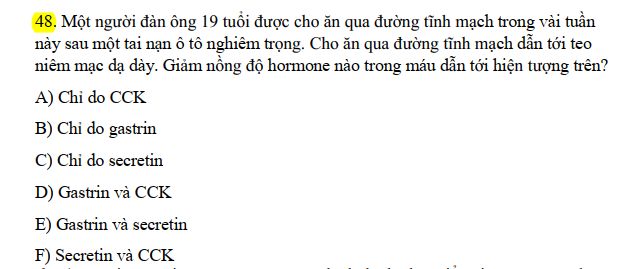 48. Một người đàn ông 19 tuổi được cho ăn qua đường tĩnh mạch trong vài tuần
này sau một tai nạn ô tô nghiêm trọng. Cho ăn qua đường tĩnh mạch dẫn tới teo
niêm mạc dạ dày. Giảm nồng độ hormone nào trong máu dẫn tới hiện tượng trên?
A) Chỉ do CCK
B) Chỉ do gastrin
C) Chỉ do secretin
D) Gastrin và CCK
E) Gastrin và secretin
F) Secretin và CCK